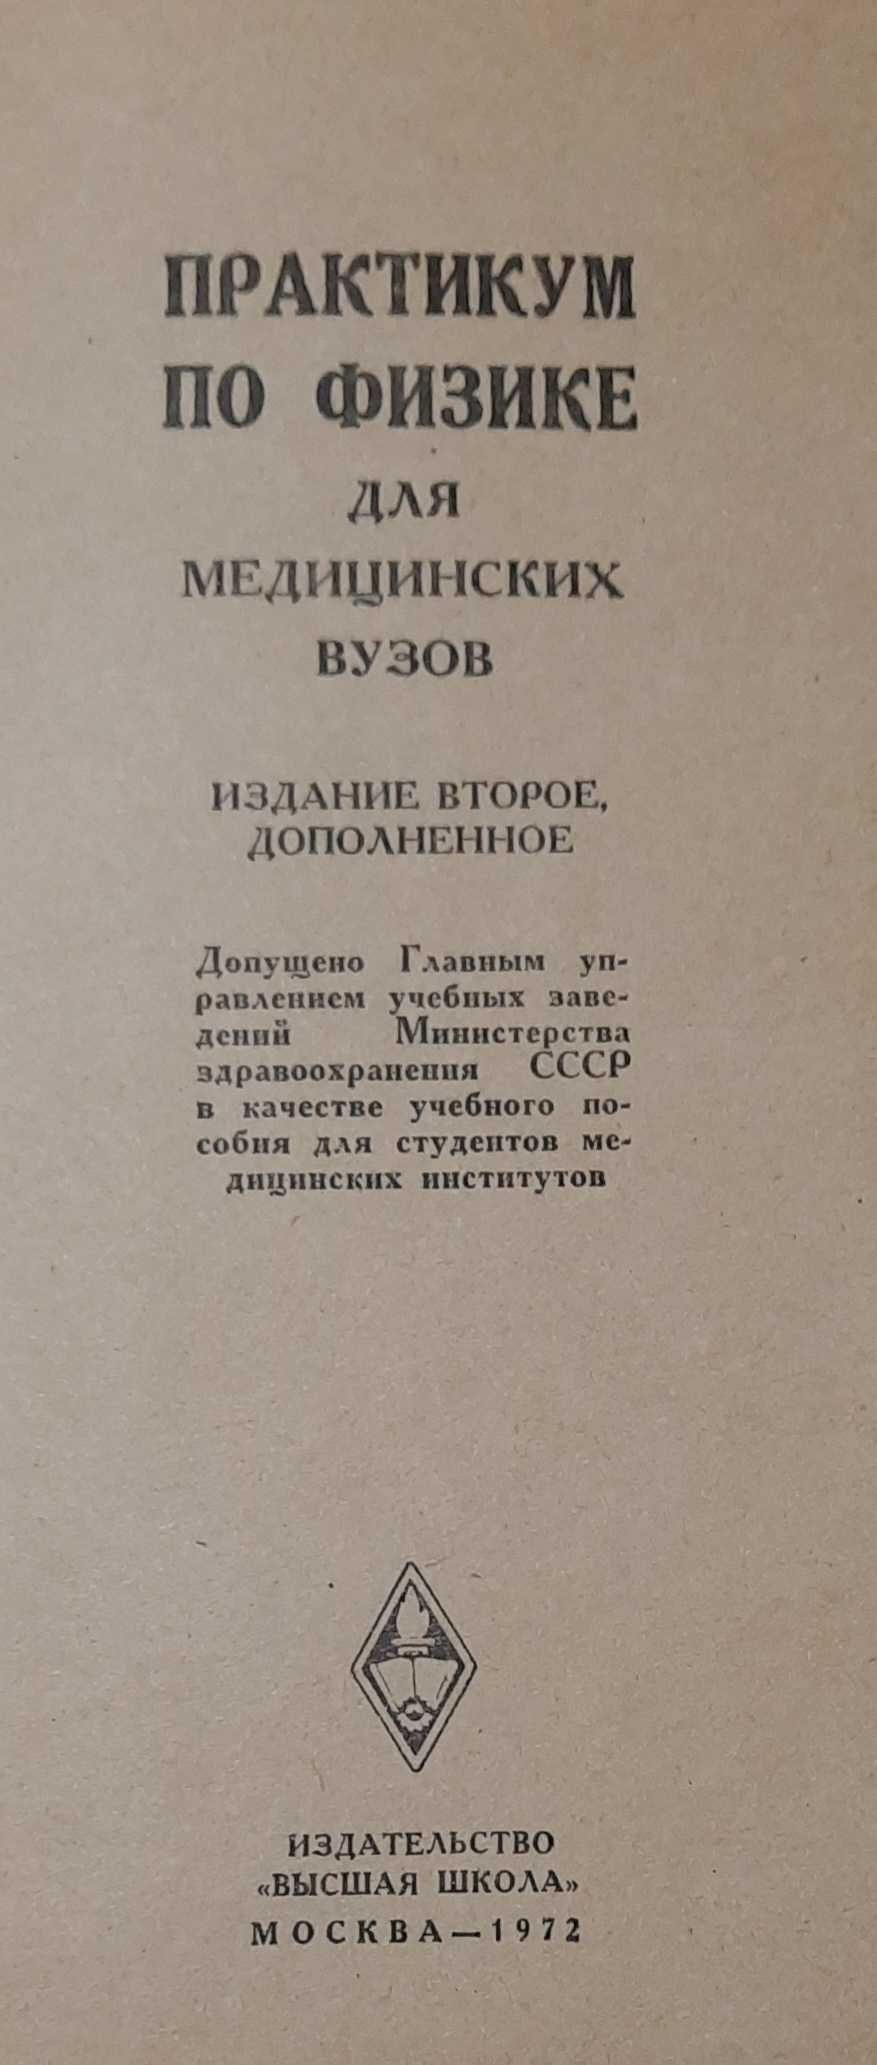 ПРАКТИКУМ
ПО ФИЗИКЕ
ДЛЯ
МЕДИЦИНСКИХ
ВУЗОВ
ИЗДАНИЕ ВТОРОЕ,
ДОПОЛНЕННОЕ
Допущено Главным уп-
равлением учебных заве-
дений Министерства
здравоохранения СССР
в качестве учебного по-
собия для студентов ме-
дицинских институтов
ИЗДАТЕЛЬСТВО
«ВЫСШАЯ ШКОЛА»
МОСКВА—1972